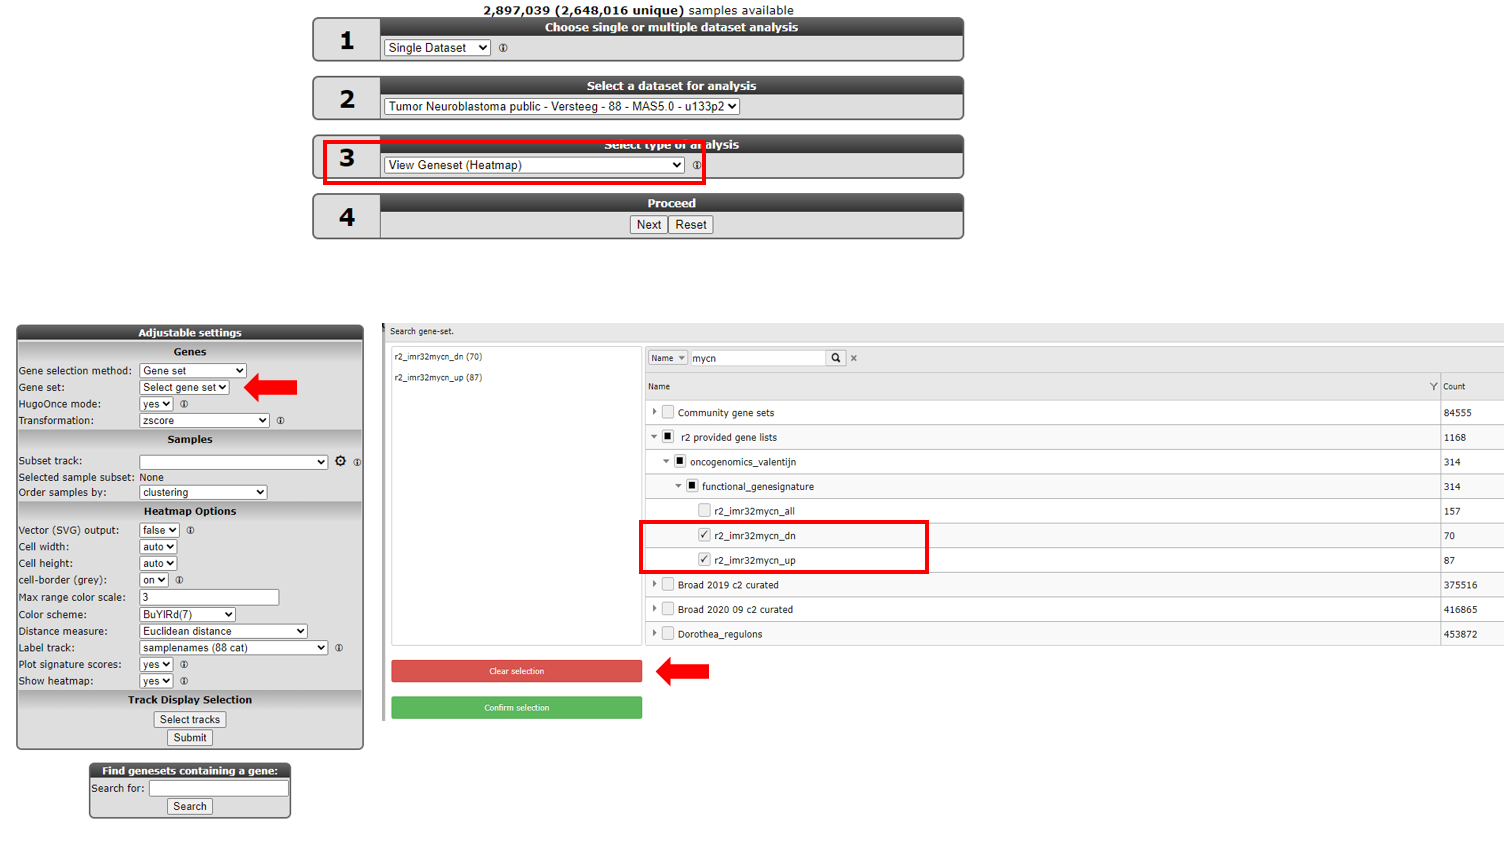 2,897,039 (2,648,016 unique) samples available
1
Choose single or multiple dataset analysis
Single Dataset
2
Select a dataset for analysis
Tumor Neuroblastoma public - Versteeg - 88 - MAS5.0 - u133p2
3
Select type of analysis
View Geneset (Heatmap)
4
Proceed
Next Reset
Adjustable settings
Genes
Gene selection method: Gene set
Gene set: Select gene set
HugoOnce mode: yes
Transformation: zscore
Samples
Subset track:
Selected sample subset: None
Order samples by: clustering
Heatmap Options
Vector (SVG) output: false
Cell width: auto
Cell height: auto
cell-border (grey): on
Max range color scale: 3
Color scheme: BuYlRd(7)
Distance measure: Euclidean distance
Label track: samplenames (88 cat)
Plot signature scores: yes
Show heatmap: yes
Track Display Selection
Select tracks
Submit
Find genesets containing a gene:
Search for:
Search
Search gene-set.
r2_imr32mycn_dn (70)
r2_imr32mycn_up (87)
Clear selection
Confirm selection
Name mycn
Name Count
Community gene sets 84555
r2 provided gene lists 1168
oncogenomics_valentijn 314
functional_genesignature 314
r2_imr32mycn_all 157
r2_imr32mycn_dn 70
r2_imr32mycn_up 87
Broad 2019 c2 curated 375516
Broad 2020 09 c2 curated 416865
Dorothea_regulons 453872